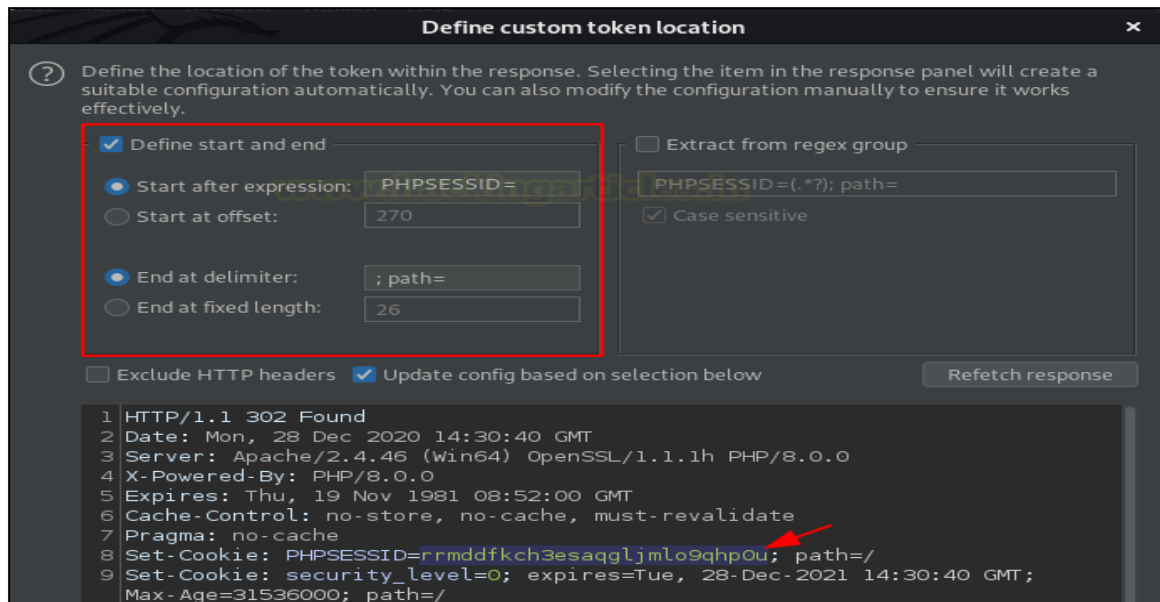 Define custom token location
×
?
Define the location of the token within the response. Selecting the item in the response panel will create a
suitable configuration automatically. You can also modify the configuration manually to ensure it works
effectively.
Define start and end
Start after expression: PHPSESSID=
Start at offset: 270
End at delimiter: ; path=
End at fixed length: 26
Extract from regex group
PHPSESSID=(.*?); path=
Case sensitive
www.hackingarticles.in
Exclude HTTP headers Update config based on selection below Refetch response
1 HTTP/1.1 302 Found
2 Date: Mon, 28 Dec 2020 14:30:40 GMT
3 Server: Apache/2.4.46 (Win64) OpenSSL/1.1.1h PHP/8.0.0
4 X-Powered-By: PHP/8.0.0
5 Expires: Thu, 19 Nov 1981 08:52:00 GMT
6 Cache-Control: no-store, no-cache, must-revalidate
7 Pragma: no-cache
8 Set-Cookie: PHPSESSID=rrmddfkch3esaqgljmlo9qhp0u; path=/
9 Set-Cookie: security_level=0; expires=Tue, 28-Dec-2021 14:30:40 GMT;
Max-Age=31536000; path=/